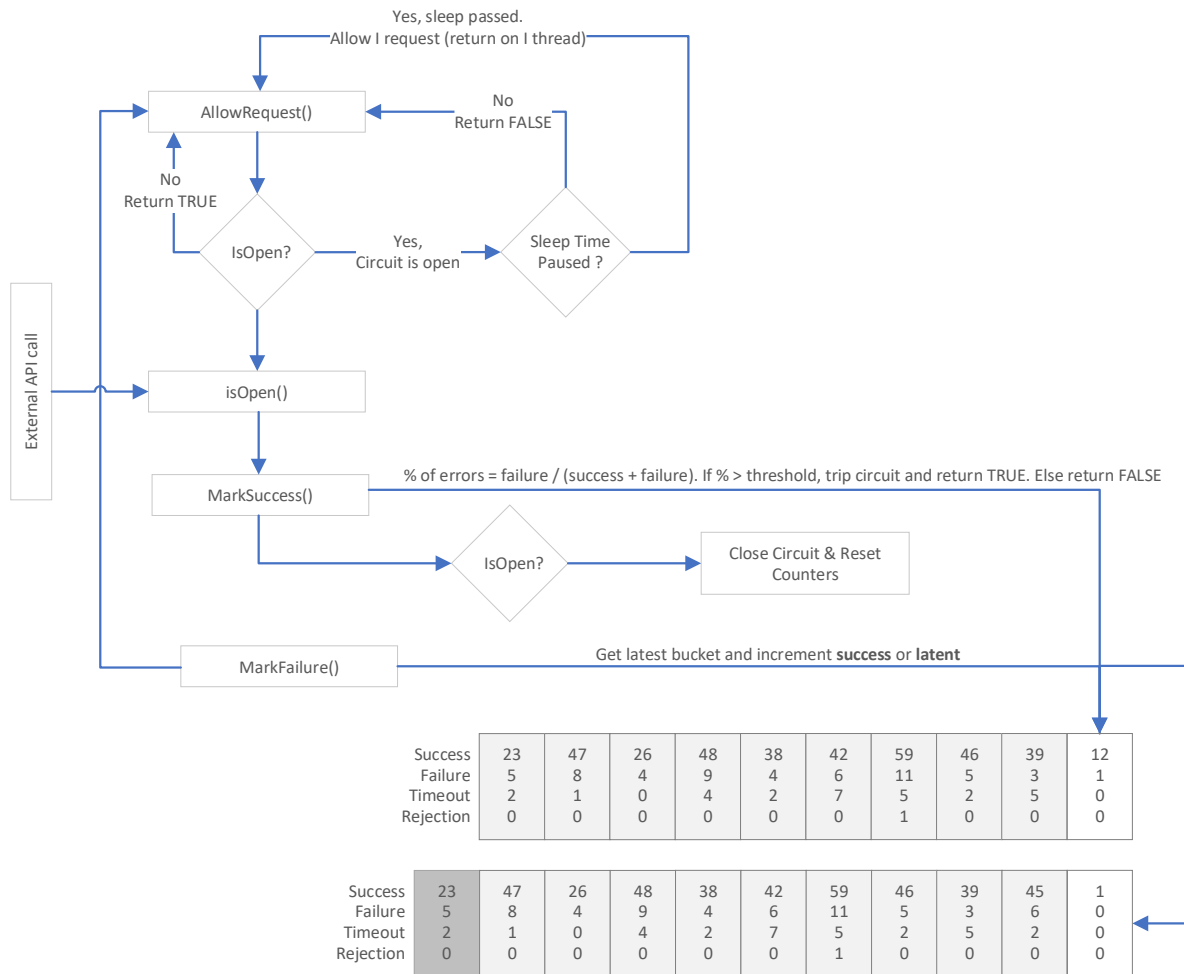 Yes, sleep passed.
Allow I request (return on I thread)
AllowRequest()
No
Return FALSE
No
Return TRUE
IsOpen?
Yes,
Circuit is open
Sleep Time
Paused ?
External API call
isOpen()
MarkSuccess()
% of errors = failure / (success + failure). If % > threshold, trip circuit and return TRUE. Else return FALSE
IsOpen?
Close Circuit & Reset
Counters
MarkFailure()
Get latest bucket and increment success or latent
Success 23 47 26 48 38 42 59 46 39 12
Failure 5 8 4 9 4 6 11 5 3 1
Timeout 2 1 0 4 2 7 5 2 5 0
Rejection 0 0 0 0 0 0 1 0 0 0
Success 23 47 26 48 38 42 59 46 39 45 1
Failure 5 8 4 9 4 6 11 5 3 6 0
Timeout 2 1 0 4 2 7 5 2 5 2 0
Rejection 0 0 0 0 0 0 1 0 0 0 0